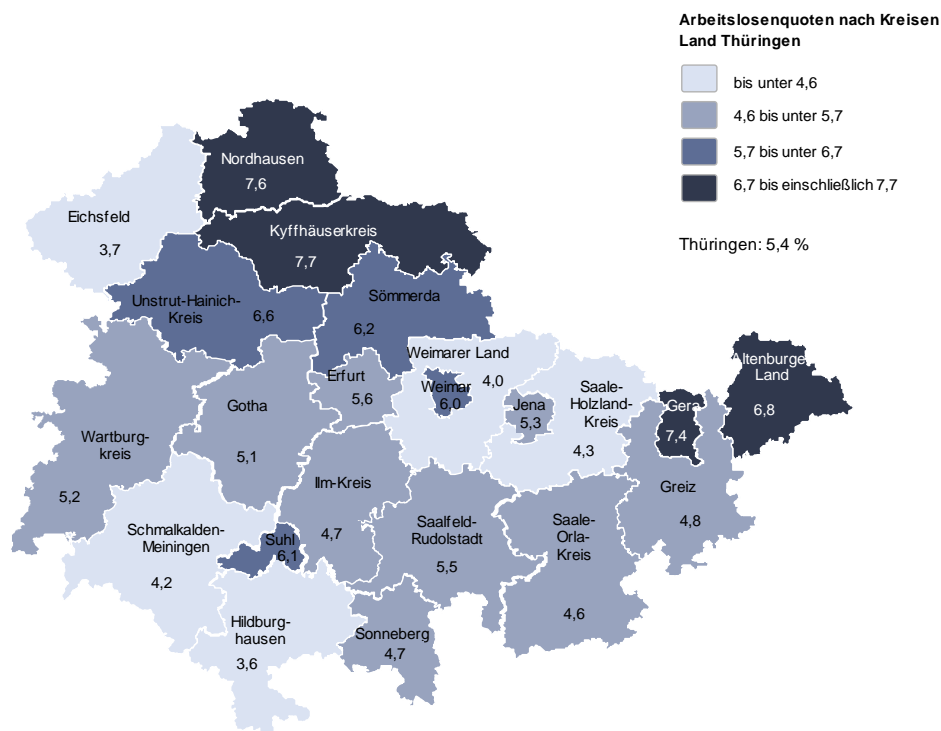 Arbeitslosenquoten nach Kreisen
Land Thüringen
bis unter 4,6
4,6 bis unter 5,7
5,7 bis unter 6,7
6,7 bis einschließlich 7,7
Thüringen: 5,4 %
Nordhausen
7,6
Eichsfeld
3,7
Kyffhäuserkreis
7,7
Unstrut-Hainich-
Kreis
6,6
Sömmerda
6,2
Weimarer Land
4,0
Weimar
6,0
Erfurt
5,6
Gotha
5,1
Wartburg-
kreis
5,2
Jena
5,3
Saale-
Holzland-
Kreis
4,3
Gera
7,4
Altenburger
Land
6,8
Greiz
4,8
Ilm-Kreis
4,7
Saalfeld-
Rudolstadt
5,5
Saale-
Orla-
Kreis
4,6
Schmalkalden-
Meiningen
4,2
Suhl
6,1
Hildburg-
hausen
3,6
Sonneberg
4,7